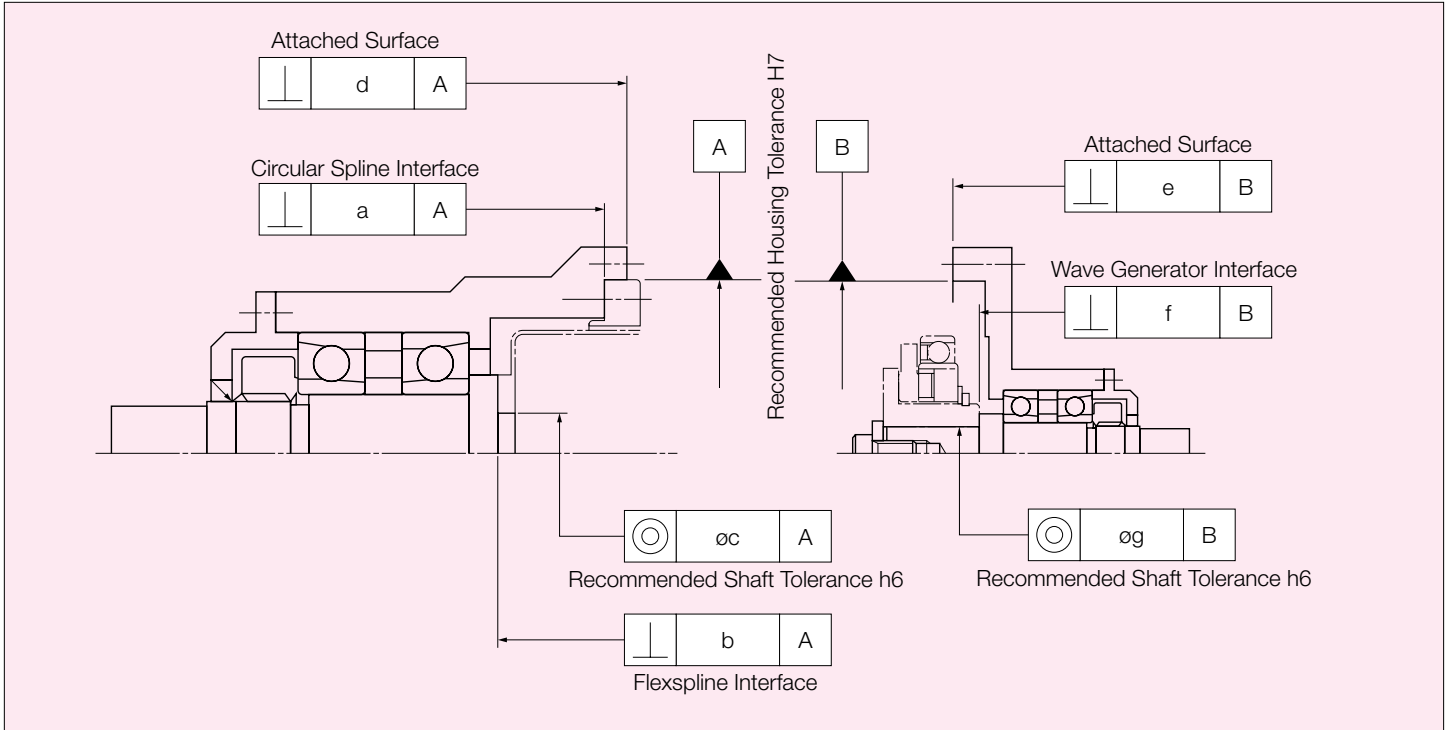 Attached Surface
d A
Circular Spline Interface
a A
A
Recommended Housing Tolerance H7
B
Attached Surface
e B
Wave Generator Interface
f B
øc A
Recommended Shaft Tolerance h6
b A
Flexspline Interface
øg B
Recommended Shaft Tolerance h6